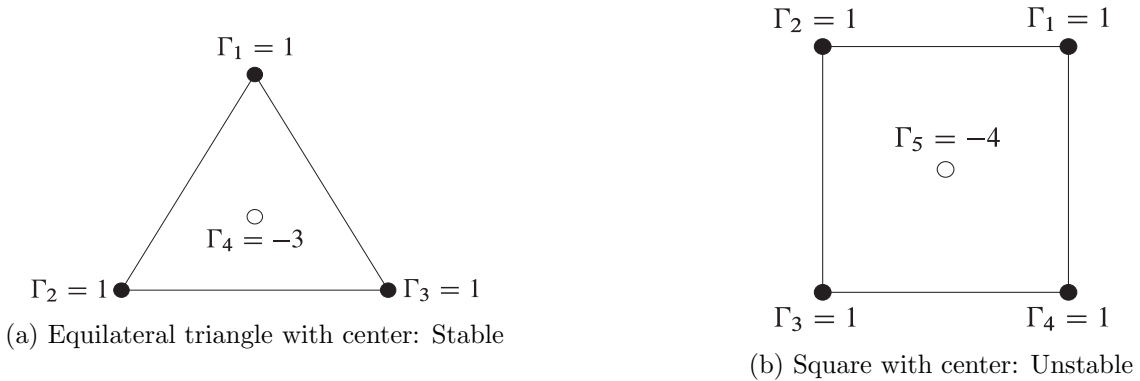 Γ₁ = 1
Γ₄ = −3
Γ₂ = 1
Γ₃ = 1
(a) Equilateral triangle with center: Stable
Γ₂ = 1
Γ₁ = 1
Γ₅ = −4
Γ₃ = 1
Γ₄ = 1
(b) Square with center: Unstable